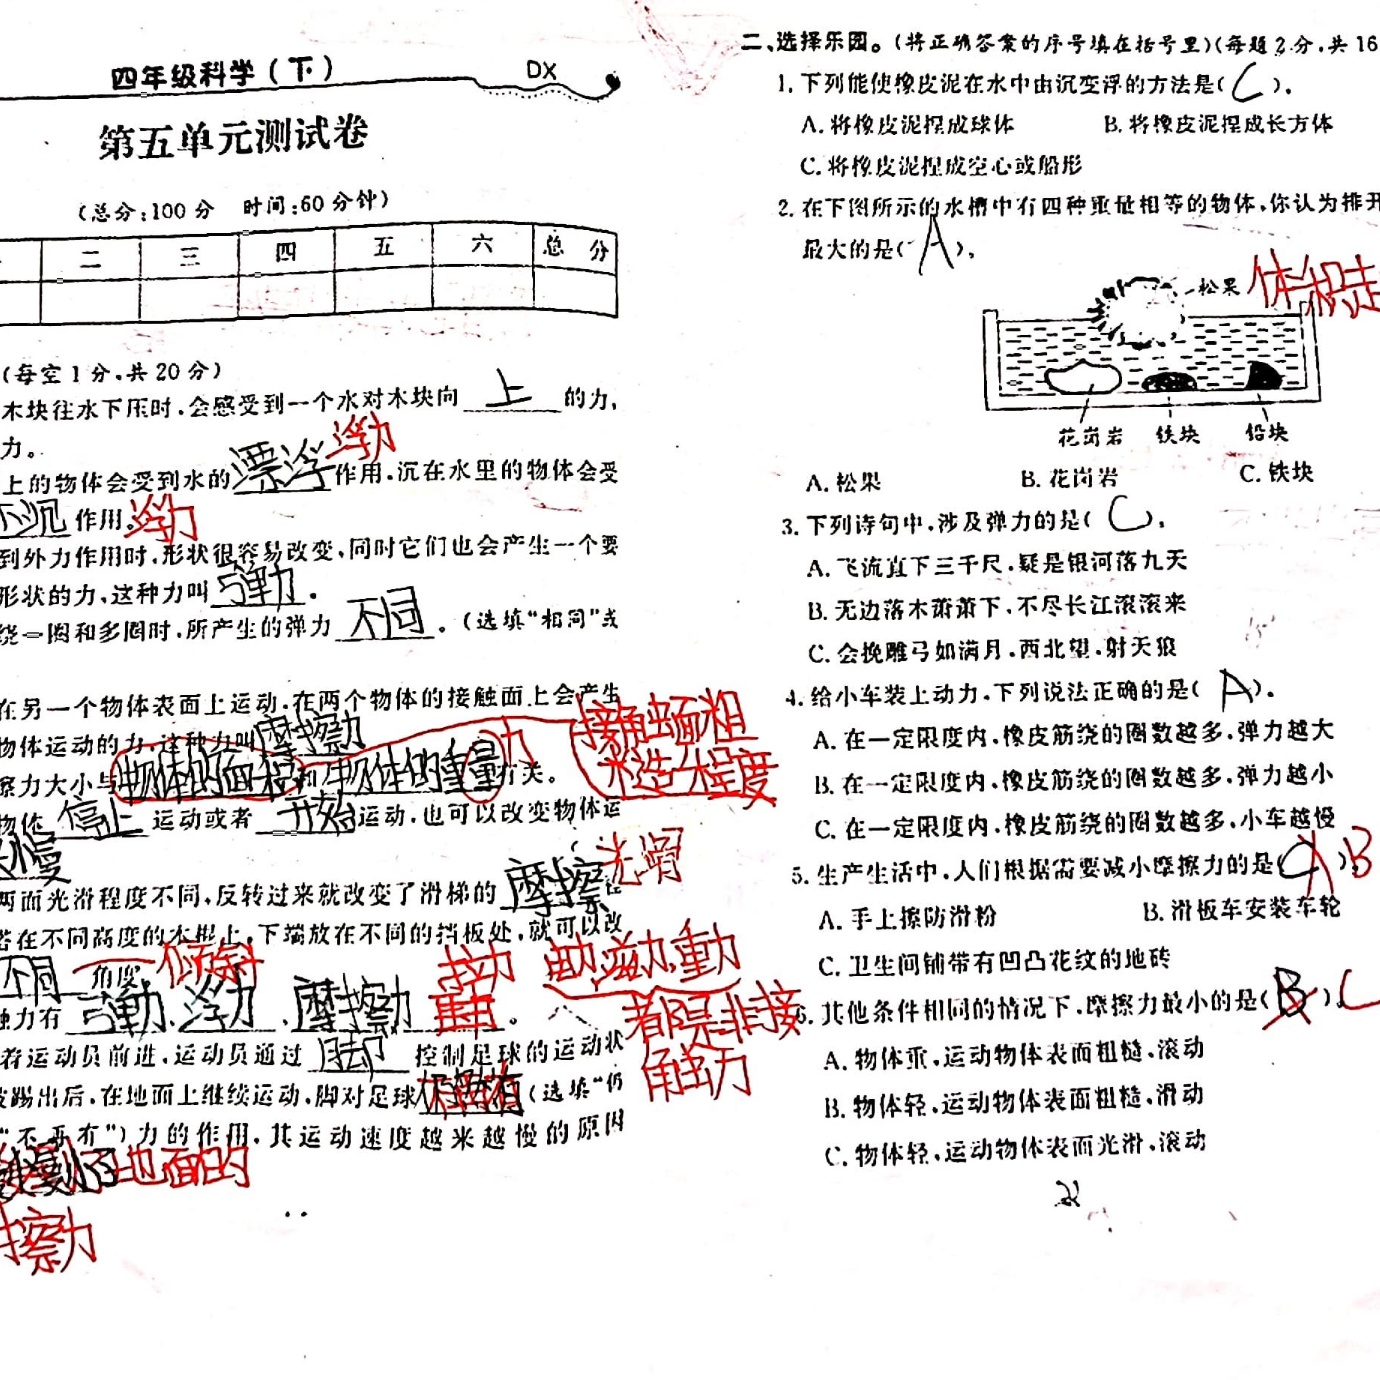 四年级科学(下)
DX
第五单元测试卷
(总分:100分 时间:60分钟)
二 三 四 五 六 总分
(每空1分,共20分)
木块往水下压时,会感受到一个水对木块向 上 的力,
力。
上的物体会受到水的 漂浮 浮力 作用,沉在水里的物体会受
下沉 作用。浮力
到外力作用时,形状很容易改变,同时它们也会产生一个要
形状的力,这种力叫 弹力 。
绕一圈和多圈时,所产生的弹力 不同 。(选填“相同”或
在另一个物体表面上运动,在两个物体的接触面上会产生
物体运动的力,这种力叫 摩擦力
擦力大小与 物体的面积 和 物体的重量 力 有关。
接触面粗
米造大程度
物体 停止 运动或者 开始 运动,也可以改变物体运
慢
两面光滑程度不同,反转过来就改变了滑梯的 摩擦 光滑
搭在不同高度的木棍上,下端放在不同的挡板处,就可以改
不同 角度 倾斜
触力有 弹力、浮力、摩擦力 。
都是非接
触力
着运动员前进,运动员通过 脚 控制足球的运动状
被踢出后,在地面上继续运动,脚对足球 不再有 (选填“仍
“不再有”)力的作用,其运动速度越来越慢的原因
地面的
擦力
二、选择乐园。(将正确答案的序号填在括号里)(每题2分,共16
1.下列能使橡皮泥在水中由沉变浮的方法是( C )。
A.将橡皮泥捏成球体 B.将橡皮泥捏成长方体
C.将橡皮泥捏成空心或船形
2.在下图所示的水槽中有四种重量相等的物体,你认为排开
最大的是( A )。
松果 体积
花岗岩 铁块 铅块
A.松果 B.花岗岩 C.铁块
3.下列诗句中,涉及弹力的是( C )。
A.飞流直下三千尺,疑是银河落九天
B.无边落木萧萧下,不尽长江滚滚来
C.会挽雕弓如满月,西北望,射天狼
4.给小车装上动力,下列说法正确的是( A )。
A.在一定限度内,橡皮筋绕的圈数越多,弹力越大
B.在一定限度内,橡皮筋绕的圈数越多,弹力越小
C.在一定限度内,橡皮筋绕的圈数越多,小车越慢
5.生产生活中,人们根据需要减小摩擦力的是( C ) B
A.手上擦防滑粉 B.滑板车安装车轮
C.卫生间铺带有凹凸花纹的地砖
6.其他条件相同的情况下,摩擦力最小的是( B ) C
A.物体重,运动物体表面粗糙,滚动
B.物体轻,运动物体表面粗糙,滑动
C.物体轻,运动物体表面光滑,滚动